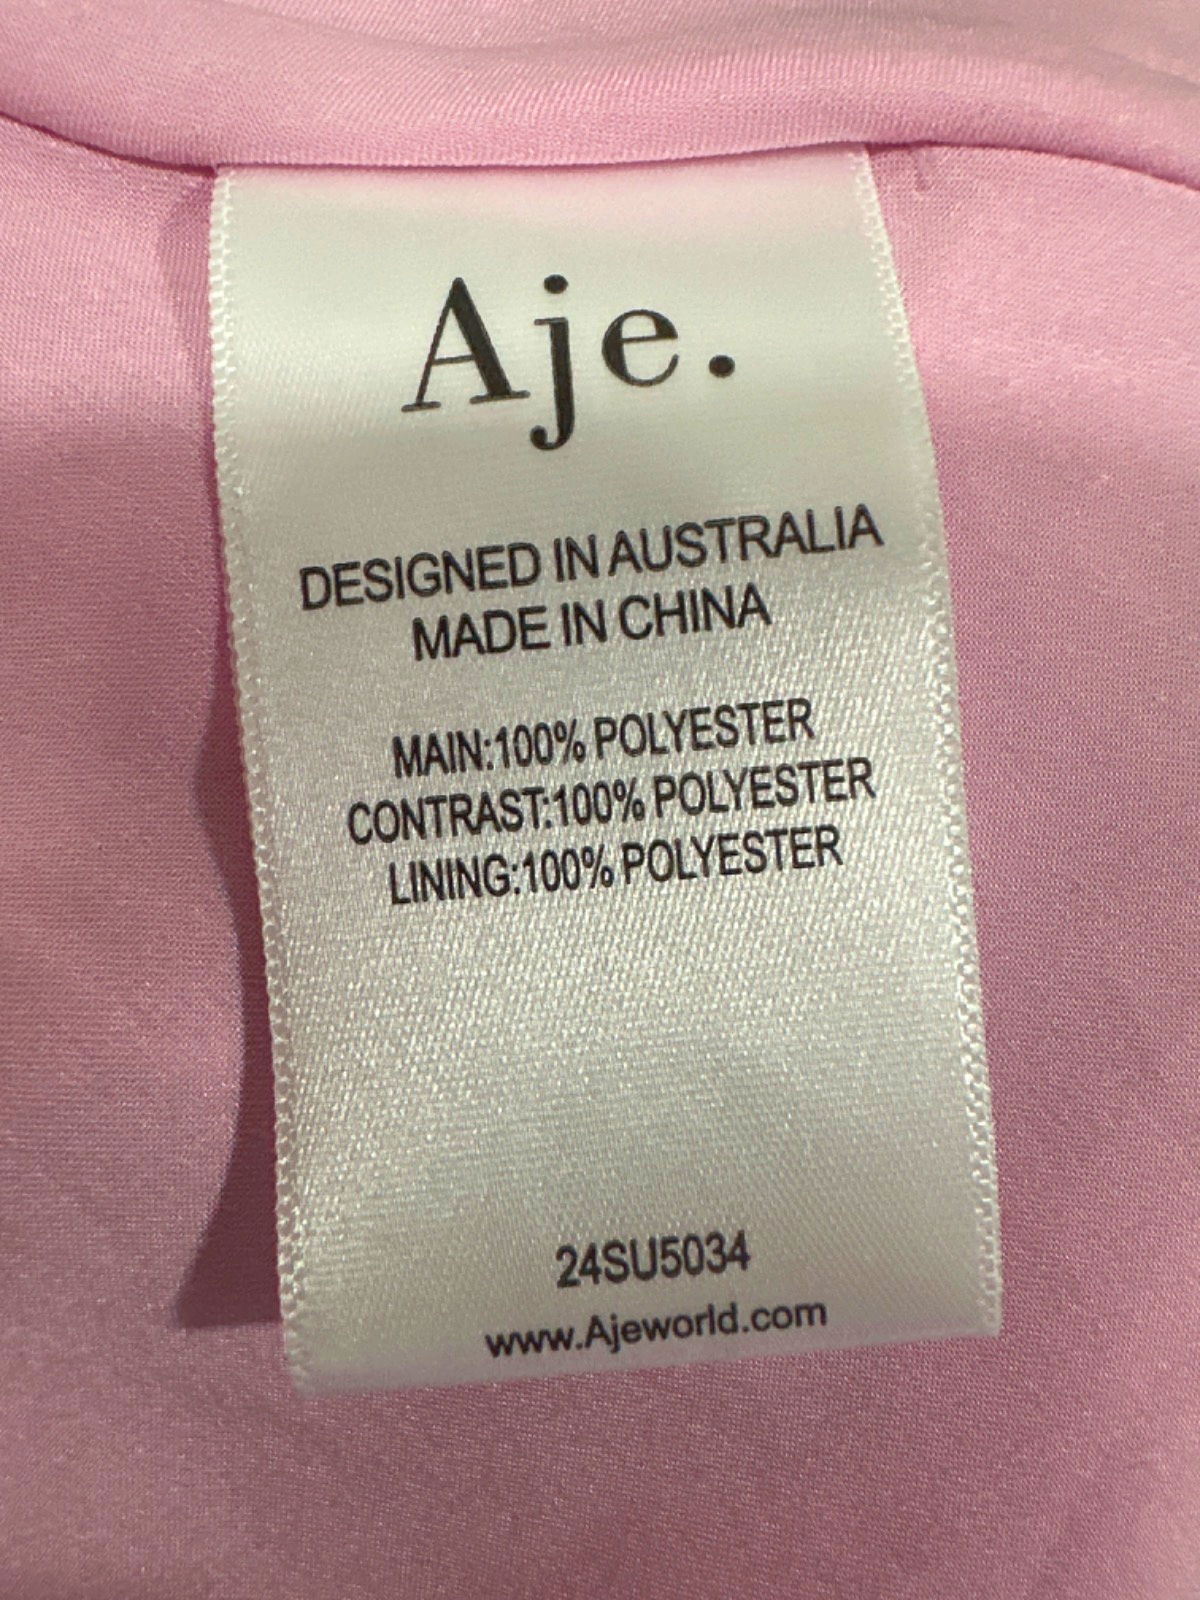 Aje.
DESIGNED IN AUSTRALIA
MADE IN CHINA
MAIN:100% POLYESTER
CONTRAST:100% POLYESTER
LINING:100% POLYESTER
24SU5034
www.Ajeworld.com